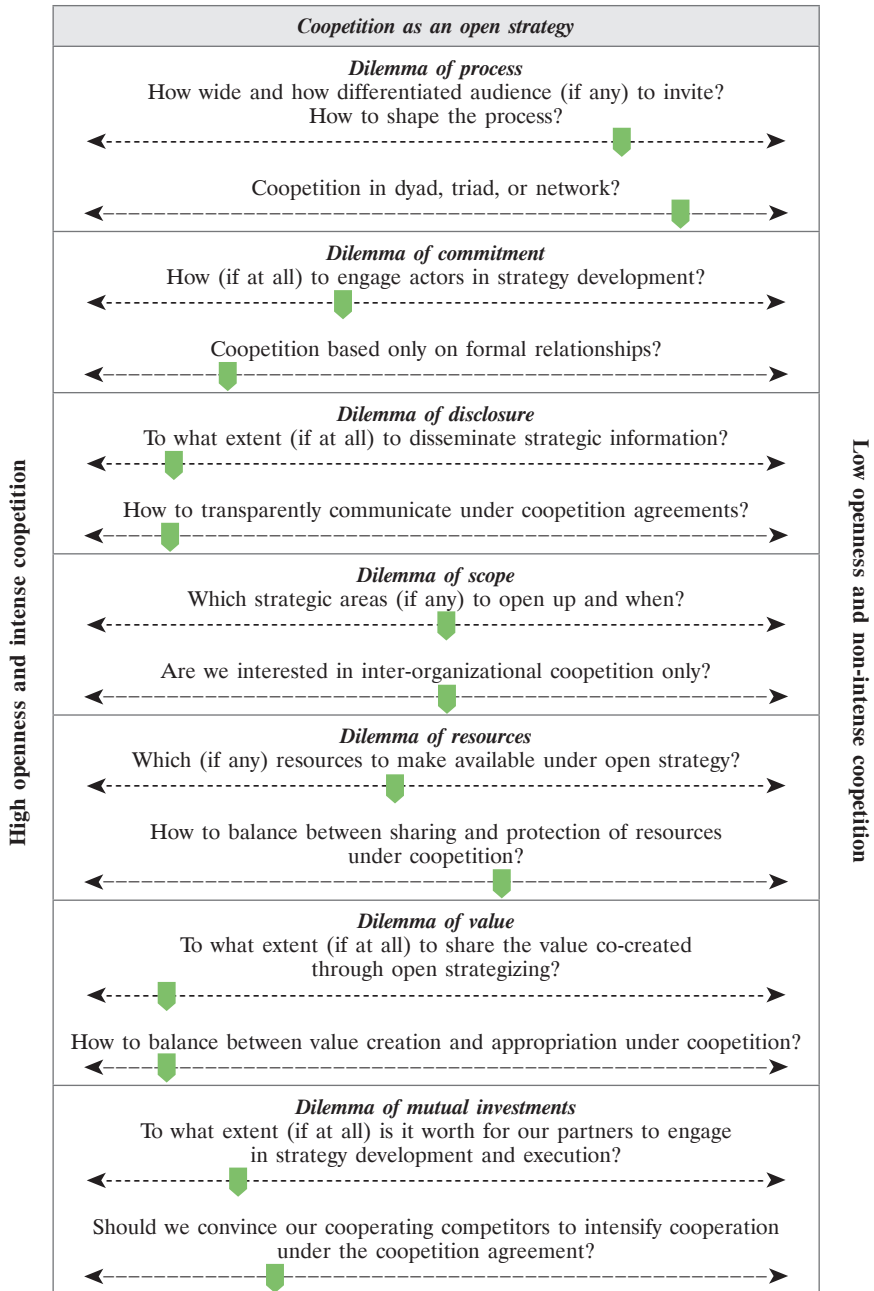 Coopetition as an open strategy
Dilemma of process
How wide and how differentiated audience (if any) to invite?
How to shape the process?
Coopetition in dyad, triad, or network?
Dilemma of commitment
How (if at all) to engage actors in strategy development?
Coopetition based only on formal relationships?
Dilemma of disclosure
To what extent (if at all) to disseminate strategic information?
How to transparently communicate under coopetition agreements?
Dilemma of scope
Which strategic areas (if any) to open up and when?
Are we interested in inter-organizational coopetition only?
Dilemma of resources
Which (if any) resources to make available under open strategy?
How to balance between sharing and protection of resources
under coopetition?
Dilemma of value
To what extent (if at all) to share the value co-created
through open strategizing?
How to balance between value creation and appropriation under coopetition?
Dilemma of mutual investments
To what extent (if at all) is it worth for our partners to engage
in strategy development and execution?
Should we convince our cooperating competitors to intensify cooperation
under the coopetition agreement?
High openness and intense coopetition
Low openness and non-intense coopetition